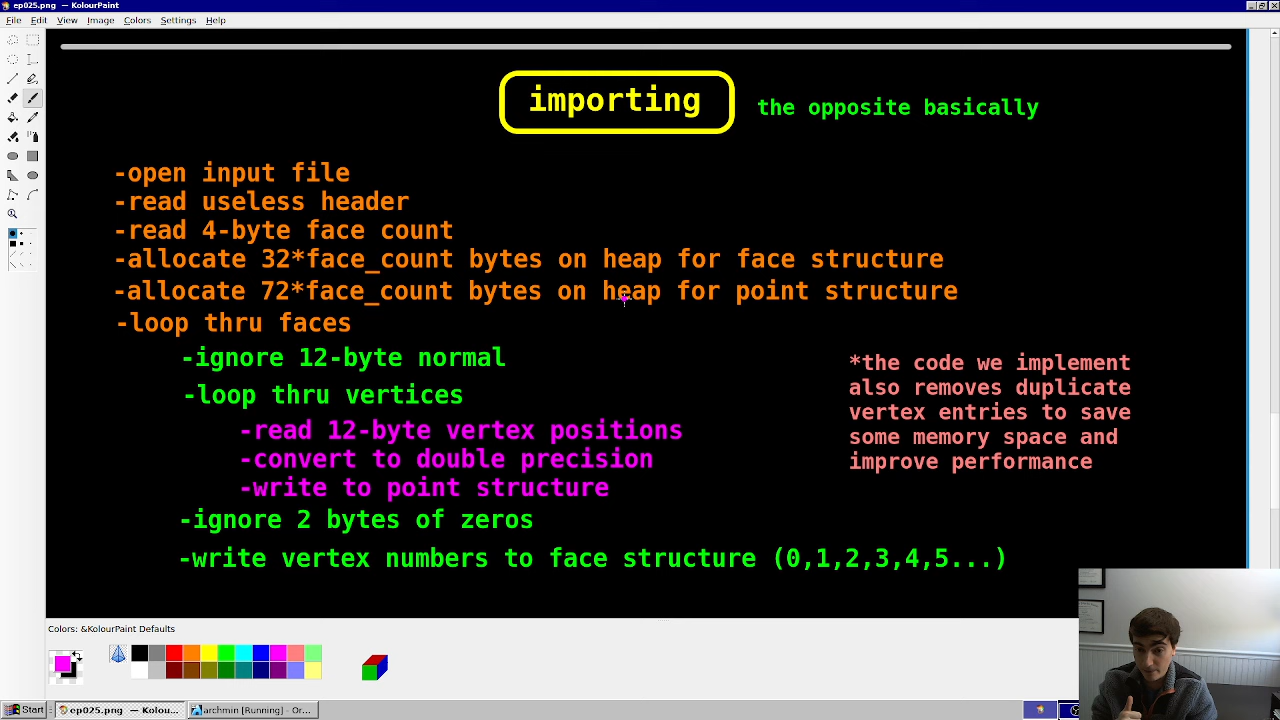 ep025.png — KolourPaint
File Edit View Image Colors Settings Help
importing
the opposite basically
-open input file
-read useless header
-read 4-byte face count
-allocate 32*face_count bytes on heap for face structure
-allocate 72*face_count bytes on heap for point structure
-loop thru faces
-ignore 12-byte normal
-loop thru vertices
-read 12-byte vertex positions
-convert to double precision
-write to point structure
-ignore 2 bytes of zeros
-write vertex numbers to face structure (0,1,2,3,4,5...)
*the code we implement
also removes duplicate
vertex entries to save
some memory space and
improve performance
Colors: &KolourPaint Defaults
Start ep025.png — Kolou... archmin [Running] - Or...